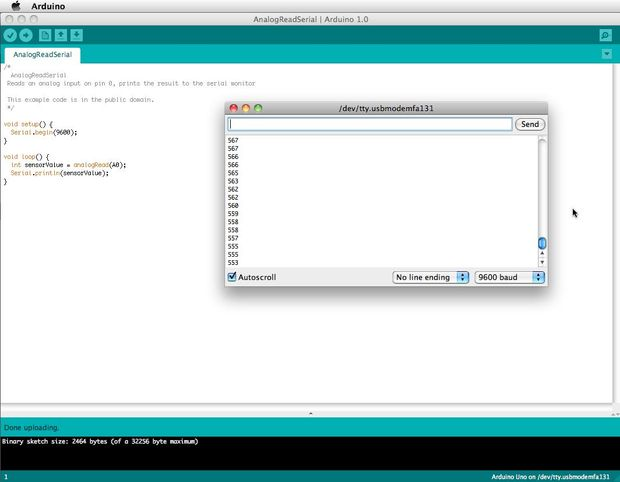 Arduino
AnalogReadSerial | Arduino 1.0
AnalogReadSerial
/*
AnalogReadSerial
Reads an analog input on pin 0, prints the result to the serial monitor
This example code is in the public domain.
*/
void setup() {
Serial.begin(9600);
}
void loop() {
int sensorValue = analogRead(A0);
Serial.println(sensorValue);
}
/dev/tty.usbmodemfa131
Send
567
567
566
566
565
563
562
562
560
559
558
558
557
555
555
553
Autoscroll
No line ending
9600 baud
Done uploading.
Binary sketch size: 2464 bytes (of a 32256 byte maximum)
1
Arduino Uno on /dev/tty.usbmodemfa131